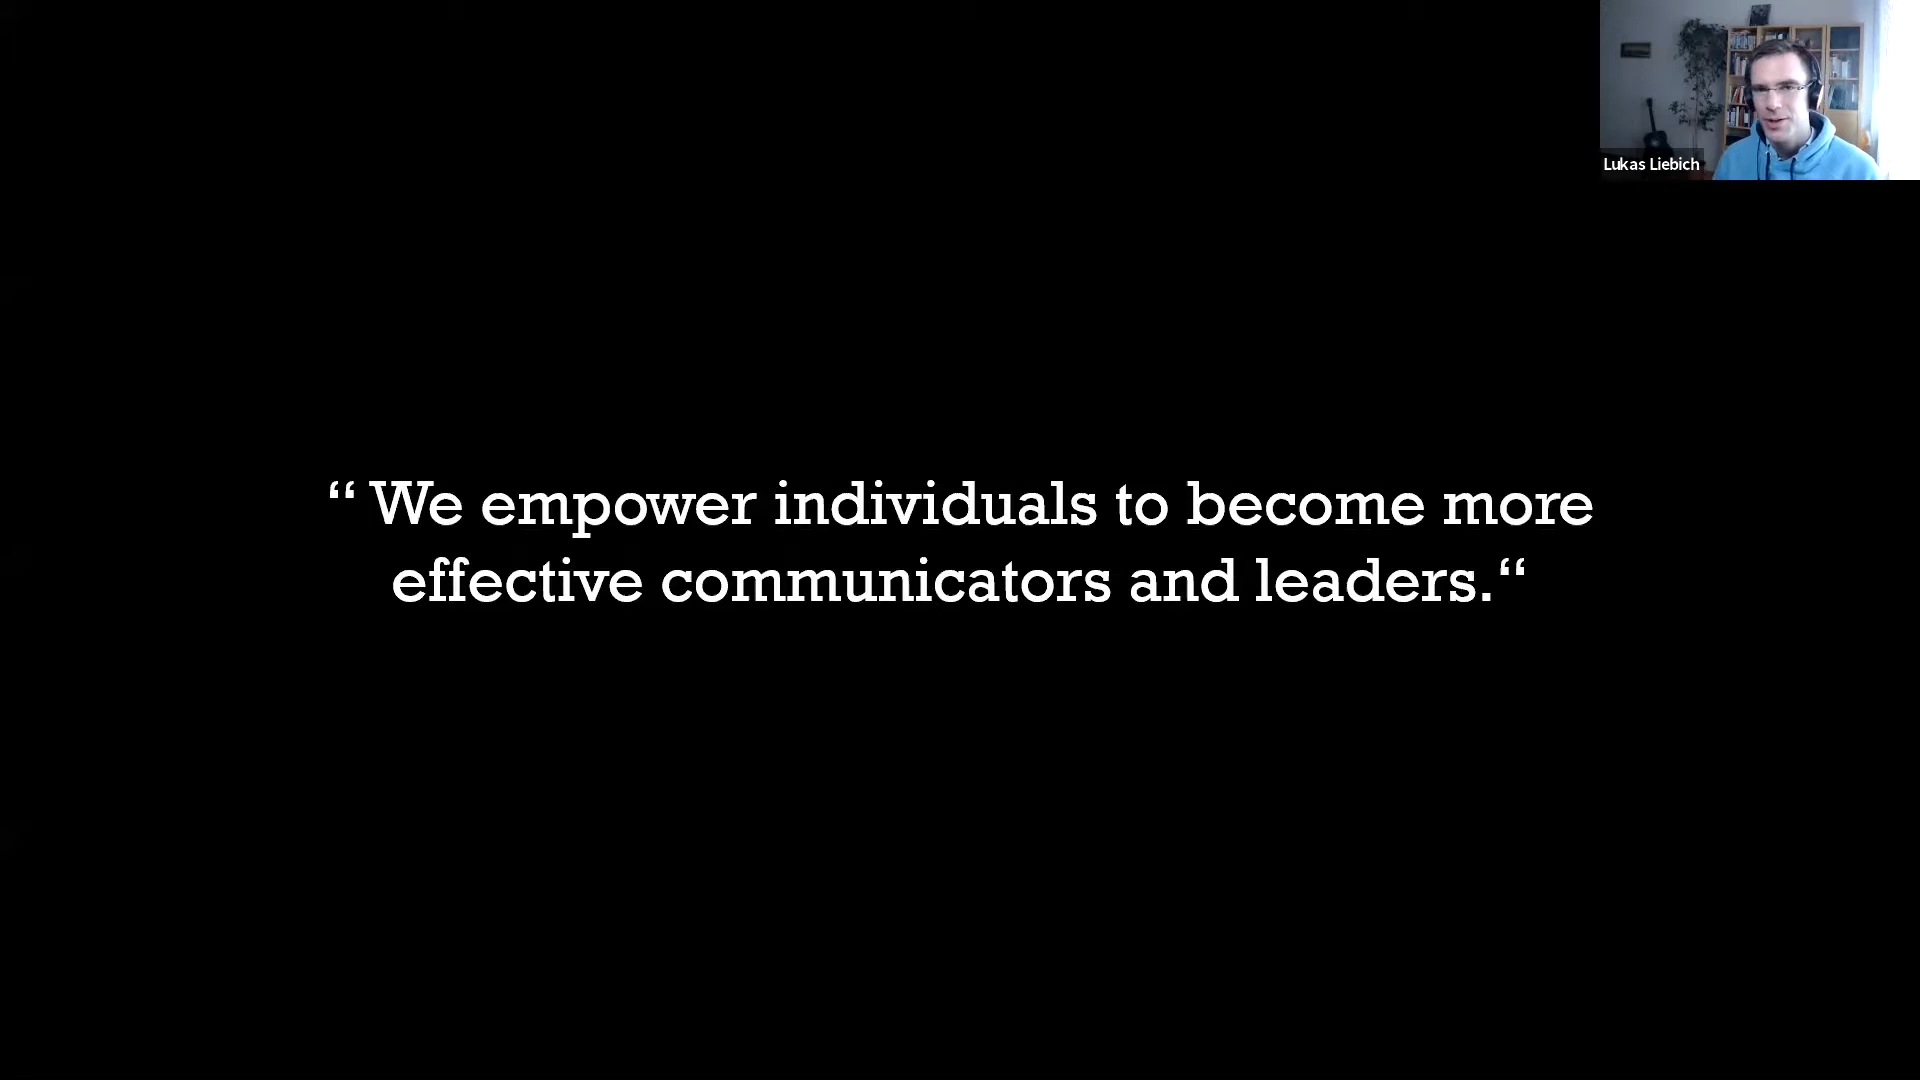 Lukas Liebich
“ We empower individuals to become more
effective communicators and leaders.“